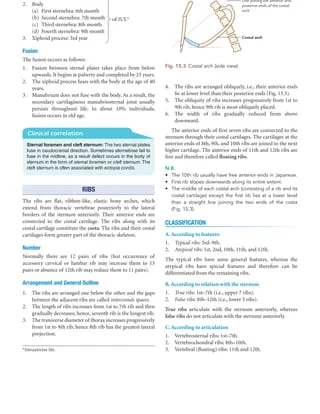 2. Body
(a) First sternebra: 6th month
(b) Second sternebra: 7th month
(c) Third sternebra: 8th month
(d) Fourth sternebra: 9th month
of IUL*
3. Xiphoid process: 3rd year
Fusion
The fusion occurs as follows:
1. Fusion between sternal plates takes place from below
upwards. It begins at puberty and completed by 25 years.
2. The xiphoid process fuses with the body at the age of 40
years.
3. Manubrium does not fuse with the body. As a result, the
secondary cartilaginous manubriosternal joint usually
persists throughout life. In about 10% individuals,
fusion occurs in old age.
Clinical correlation
Sternal foramen and cleft sternum: The two sternal plates
fuse in caudocranial direction. Sometimes sternebrae fail to
fuse in the midline, as a result defect occurs in the body of
sternum in the form of sternal foramen or cleft sternum. The
cleft sternum is often associated with ectopia cordis.
RIBS
The ribs are flat, ribbon-like, elastic bony arches, which
extend from thoracic vertebrae posteriorly to the lateral
borders of the sternum anteriorly. Their anterior ends are
connected to the costal cartilage. The ribs along with its
costal cartilage constitute the costa. The ribs and their costal
cartilages form greater part of the thoracic skeleton.
Number
Normally there are 12 pairs of ribs (but occurrence of
accessory cervical or lumbar rib may increase them to 13
pairs or absence of 12th rib may reduce them to 11 pairs).
Arrangement and General Outline
1. The ribs are arranged one below the other and the gaps
between the adjacent ribs are called intercostal spaces.
2. The length of ribs increases from 1st to 7th rib and then
gradually decreases; hence, seventh rib is the longest rib.
3. The transverse diameter of thorax increases progressively
from 1st to 8th rib, hence 8th rib has the greatest lateral
projection.
*Intrauterine life.
Line joining the anterior and
posterior ends of the costal
arch
Costal arch
Fig. 15.3 Costal arch (side view).
4. The ribs are arranged obliquely, i.e., their anterior ends
lie at lower level than their posterior ends (Fig. 15.3).
5. The obliquity of ribs increases progressively from 1st to
9th rib, hence 9th rib is most obliquely placed.
6. The width of ribs gradually reduced from above
downward.
The anterior ends of first seven ribs are connected to the
sternum through their costal cartilages. The cartilages at the
anterior ends of 8th, 9th, and 10th ribs are joined to the next
higher cartilage. The anterior ends of 11th and 12th ribs are
free and therefore called floating ribs.
N.B.
• The 10th rib usually have free anterior ends in Japanese.
• First rib slopes downwards along its entire extent.
• The middle of each costal arch (consisting of a rib and its
costal cartilage) except the first rib lies at a lower level
than a straight line joining the two ends of the costa
(Fig. 15.3).
CLASSIFICATION
A. According to features
1. Typical ribs: 3rd–9th.
2. Atypical ribs: 1st, 2nd, 10th, 11th, and 12th.
The typical ribs have same general features, whereas the
atypical ribs have special features and therefore can be
differentiated from the remaining ribs.
B. According to relation with the sternum
1. True ribs: 1st–7th (i.e., upper 7 ribs).
2. False ribs: 8th–12th (i.e., lower 5 ribs).
True ribs articulate with the sternum anteriorly, whereas
false ribs do not articulate with the sternum anteriorly.
C. According to articulation
1. Vertebrosternal ribs: 1st–7th.
2. Vertebrochondral ribs: 8th–10th.
3. Vertebral (floating) ribs: 11th and 12th.